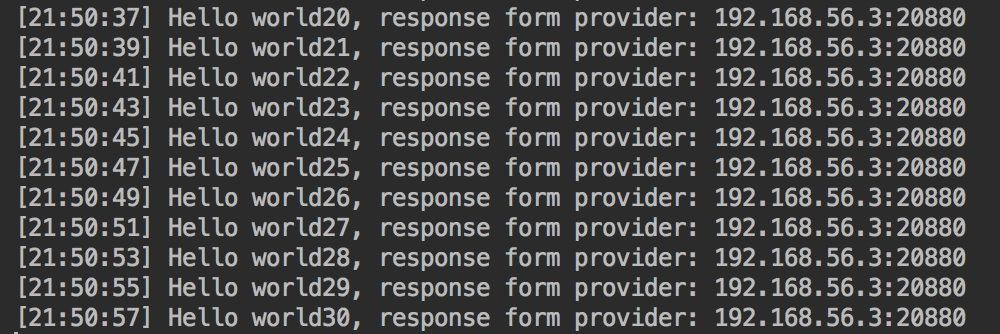 [21:50:37] Hello world20, response form provider: 192.168.56.3:20880
[21:50:39] Hello world21, response form provider: 192.168.56.3:20880
[21:50:41] Hello world22, response form provider: 192.168.56.3:20880
[21:50:43] Hello world23, response form provider: 192.168.56.3:20880
[21:50:45] Hello world24, response form provider: 192.168.56.3:20880
[21:50:47] Hello world25, response form provider: 192.168.56.3:20880
[21:50:49] Hello world26, response form provider: 192.168.56.3:20880
[21:50:51] Hello world27, response form provider: 192.168.56.3:20880
[21:50:53] Hello world28, response form provider: 192.168.56.3:20880
[21:50:55] Hello world29, response form provider: 192.168.56.3:20880
[21:50:57] Hello world30, response form provider: 192.168.56.3:20880